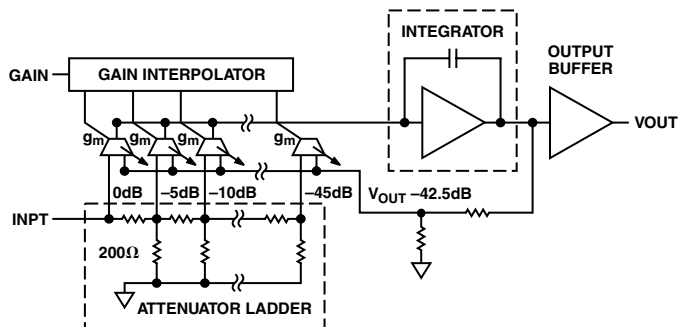 INTEGRATOR
OUTPUT
BUFFER
GAIN
GAIN INTERPOLATOR
VOUT
gm
gm
gm
gm
0dB
–5dB
–10dB
–45dB
VOUT –42.5dB
INPT
200Ω
ATTENUATOR LADDER